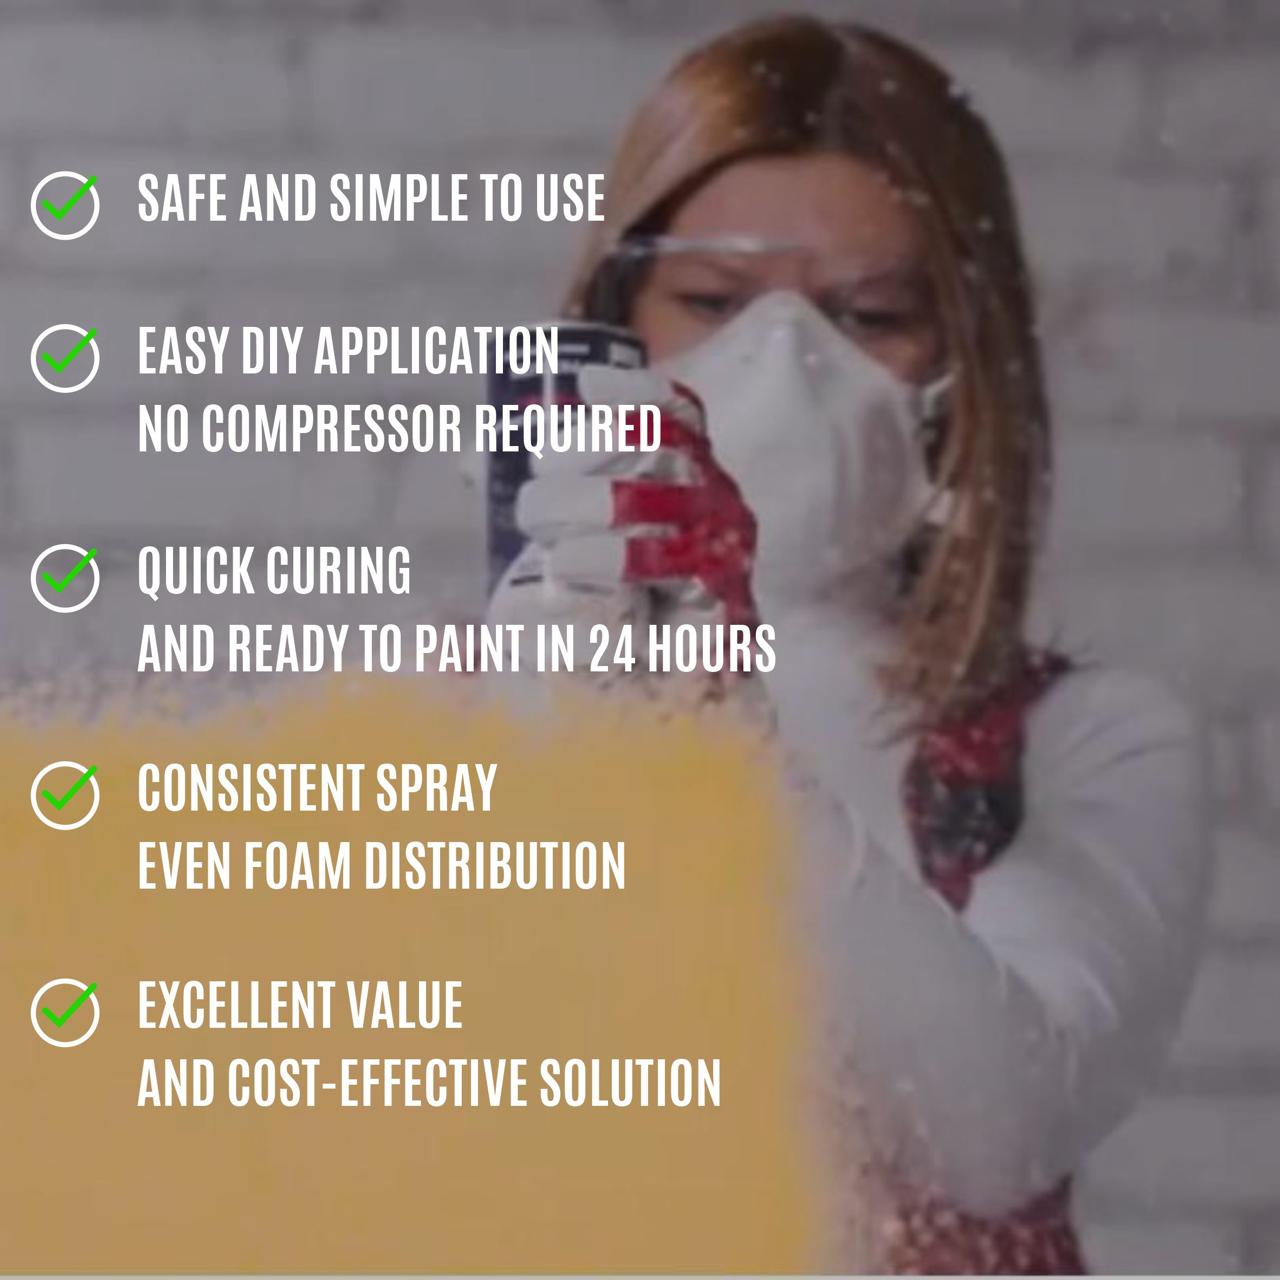 SAFE AND SIMPLE TO USE
EASY DIY APPLICATION
NO COMPRESSOR REQUIRED
QUICK CURING
AND READY TO PAINT IN 24 HOURS
CONSISTENT SPRAY
EVEN FOAM DISTRIBUTION
EXCELLENT VALUE
AND COST-EFFECTIVE SOLUTION